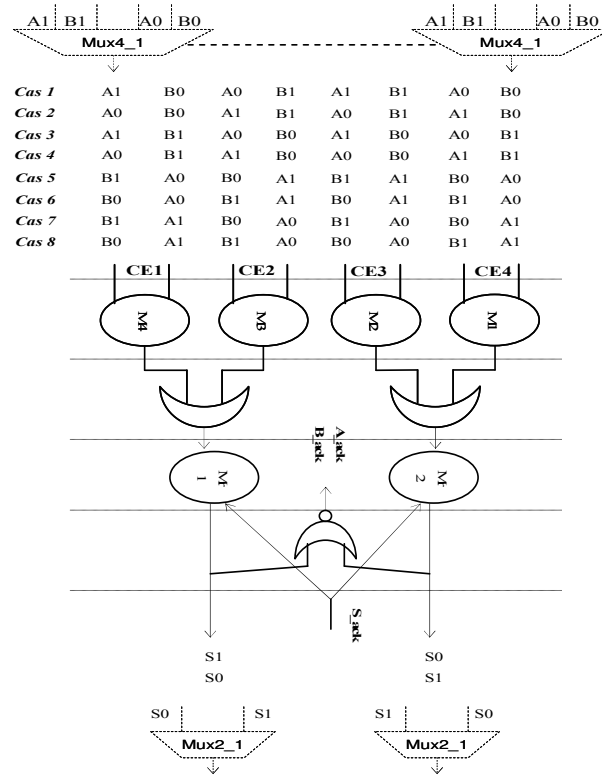 A1 B1 A0 B0 A1 B1 A0 B0
Mux4_1 Mux4_1
Cas 1 A1 B0 A0 B1 A1 B1 A0 B0
Cas 2 A0 B0 A1 B1 A0 B1 A1 B0
Cas 3 A1 B1 A0 B0 A1 B0 A0 B1
Cas 4 A0 B1 A1 B0 A0 B0 A1 B1
Cas 5 B1 A0 B0 A1 B1 A1 B0 A0
Cas 6 B0 A0 B1 A1 B0 A1 B1 A0
Cas 7 B1 A1 B0 A0 B1 A0 B0 A1
Cas 8 B0 A1 B1 A0 B0 A0 B1 A1
CE1 CE2 CE3 CE4
M4 M3 M2 M1
A_ack
B_ack
M-
1
M-
2
S_ack
S1 S0
S0 S1
S0 S1 S1 S0
Mux2_1 Mux2_1